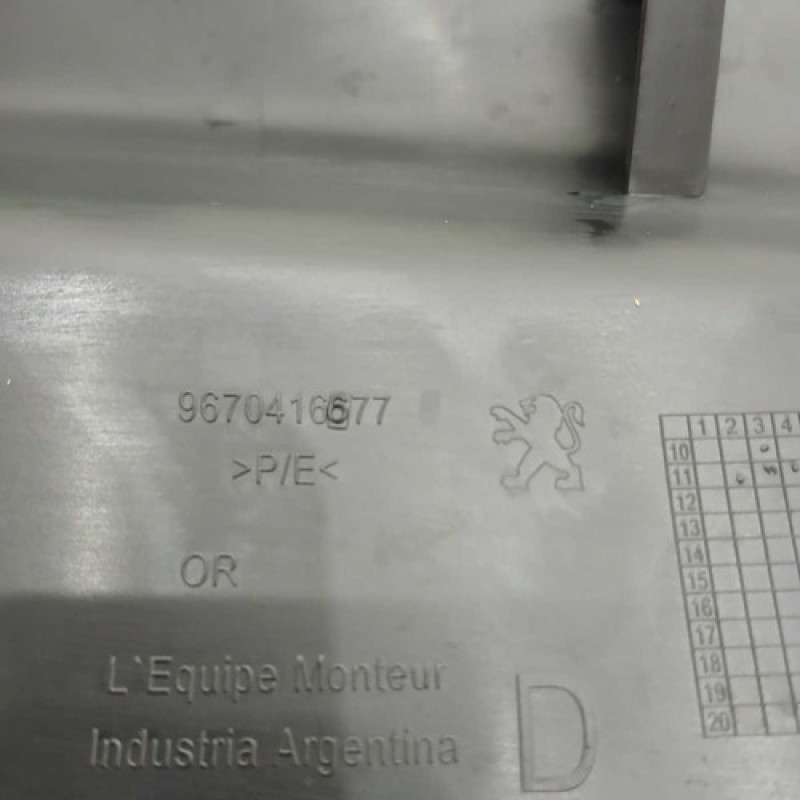 9670416677
>P/E<
OR
L`Equipe Monteur
Industria Argentina
D
1 2 3 4
10
11
12
13
14
15
16
17
18
19
20